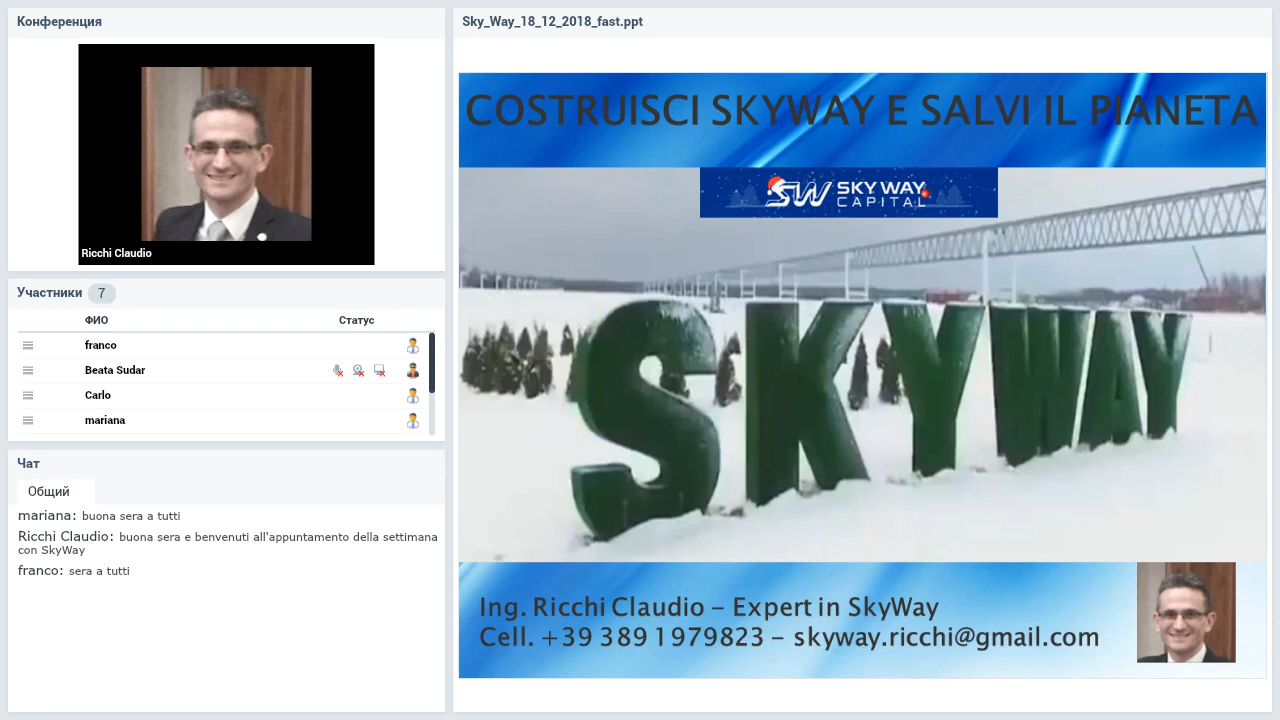 Конференция
Ricchi Claudio
Участники 7
ФИО Статус
franco
Beata Sudar
Carlo
mariana
Чат
Общий
mariana: buona sera a tutti
Ricchi Claudio: buona sera e benvenuti all'appuntamento della settimana
con SkyWay
franco: sera a tutti
Sky_Way_18_12_2018_fast.ppt
COSTRUISCI SKYWAY E SALVI IL PIANETA
SW SKY WAY
CAPITAL
SKYWAY
Ing. Ricchi Claudio – Expert in SkyWay
Cell. +39 389 1979823 – skyway.ricchi@gmail.com